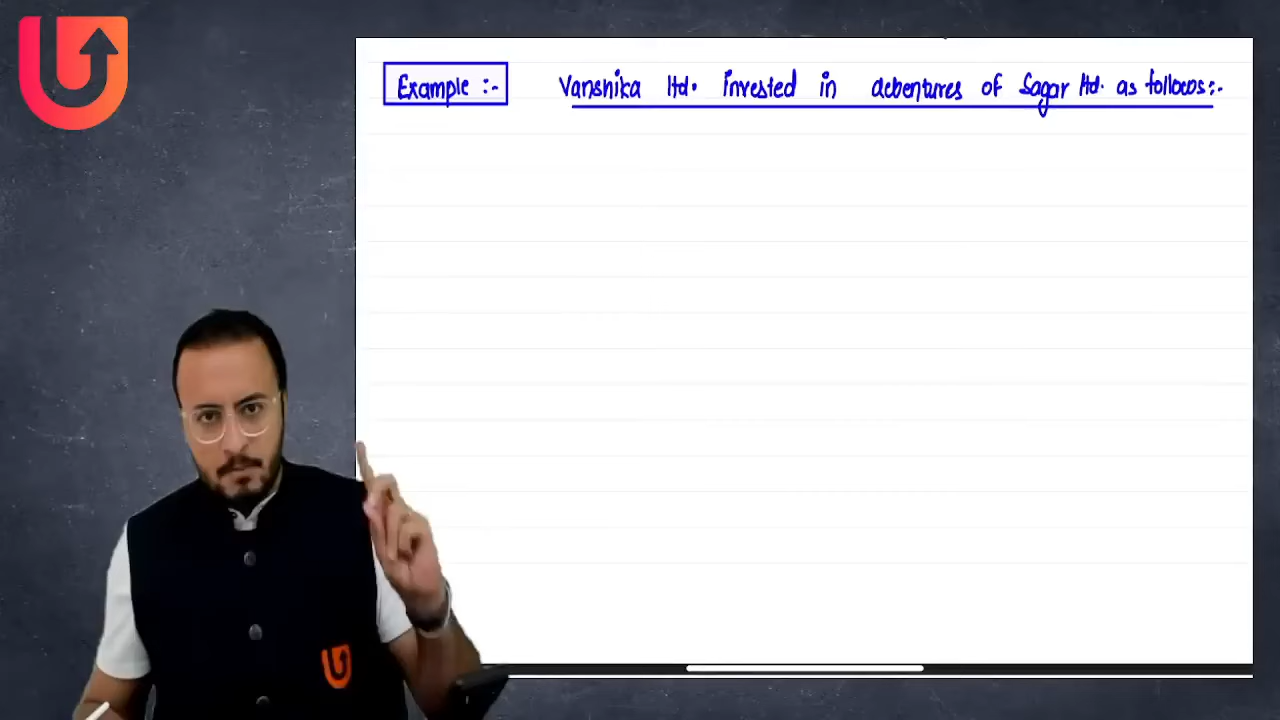 Example :- Vanshika ltd. invested in debentures of Sagar ltd. as follows:-